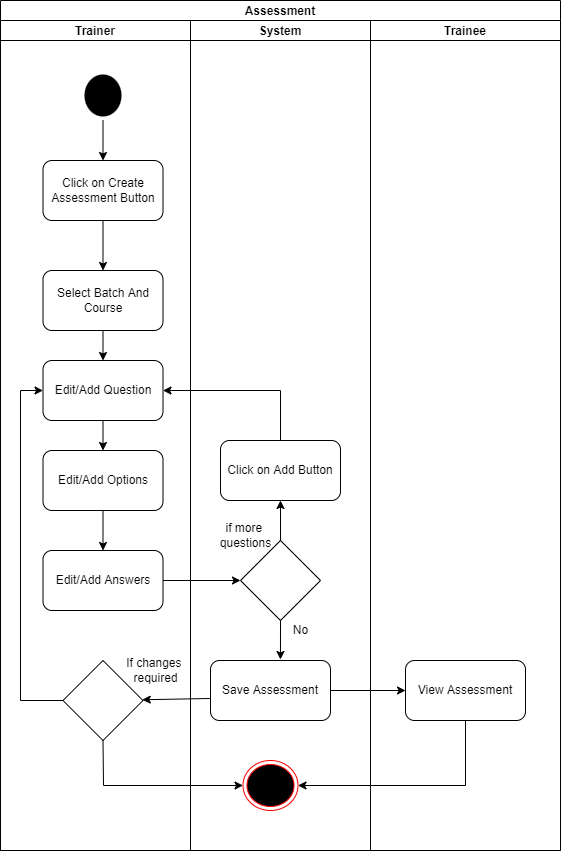 Assessment
Trainer
System
Trainee
Click on Create
Assessment Button
Select Batch And
Course
Edit/Add Question
Edit/Add Options
Click on Add Button
if more
questions
Edit/Add Answers
No
If changes
required
Save Assessment
View Assessment